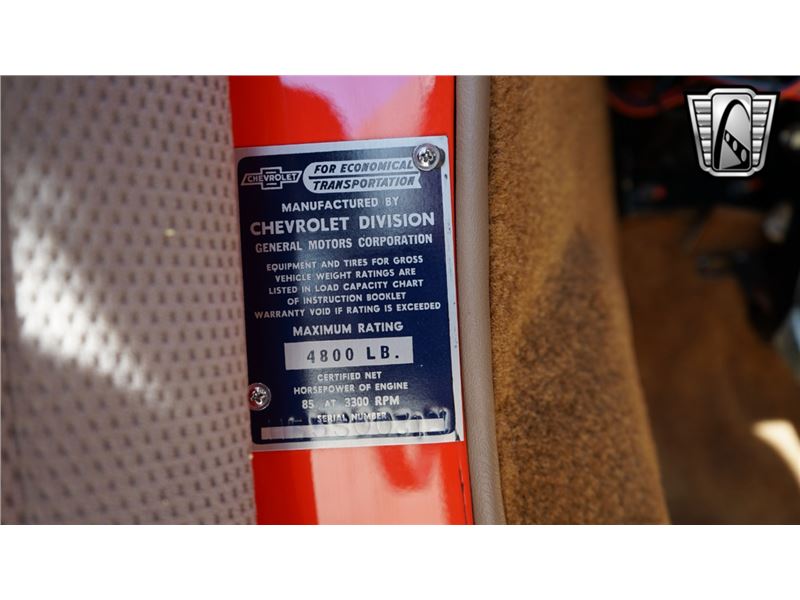 CHEVROLET
FOR ECONOMICAL
TRANSPORTATION
MANUFACTURED BY
CHEVROLET DIVISION
GENERAL MOTORS CORPORATION
EQUIPMENT AND TIRES FOR GROSS
VEHICLE WEIGHT RATINGS ARE
LISTED IN LOAD CAPACITY CHART
OF INSTRUCTION BOOKLET
WARRANTY VOID IF RATING IS EXCEEDED
MAXIMUM RATING
4800 LB.
CERTIFIED NET
HORSEPOWER OF ENGINE
85 AT 3300 RPM
SERIAL NUMBER